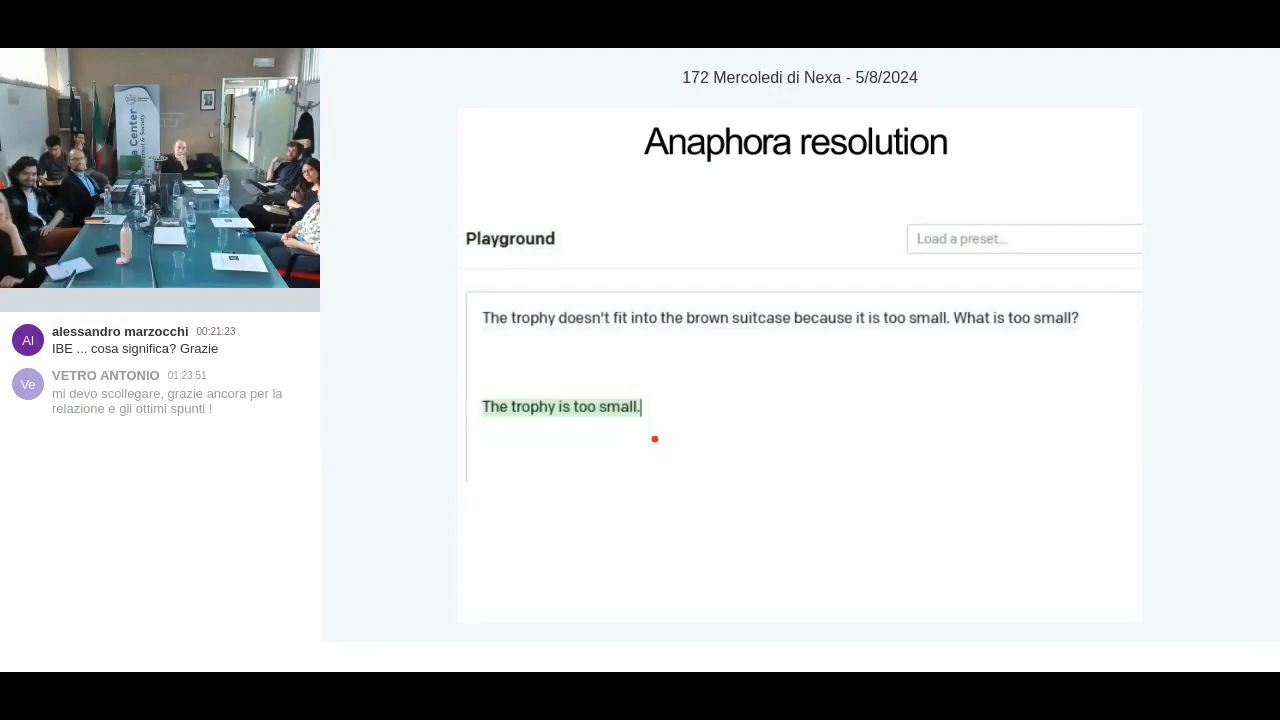 172 Mercoledi di Nexa - 5/8/2024
Anaphora resolution
Playground
Load a preset...
The trophy doesn't fit into the brown suitcase because it is too small. What is too small?
The trophy is too small.
a Center
Al
alessandro marzocchi 00:21:23
IBE ... cosa significa? Grazie
Ve
VETRO ANTONIO 01:23:51
mi devo scollegare, grazie ancora per la
relazione e gli ottimi spunti !